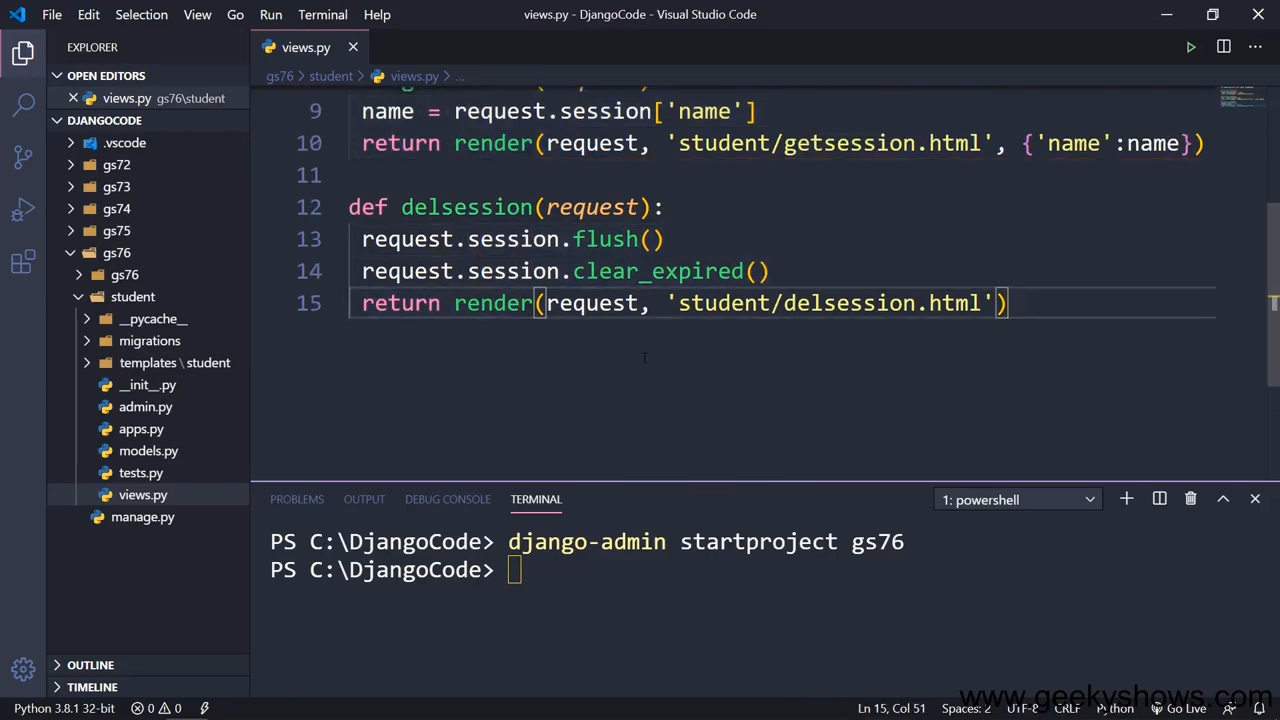 File Edit Selection View Go Run Terminal Help views.py - DjangoCode - Visual Studio Code
EXPLORER
views.py
OPEN EDITORS
views.py gs76\student
gs76 > student > views.py > ...
DJANGOCODE
.vscode
gs72
gs73
gs74
gs75
gs76
gs76
student
__pycache__
migrations
templates \ student
__init__.py
admin.py
apps.py
models.py
tests.py
views.py
manage.py
OUTLINE
TIMELINE
9 name = request.session['name']
10 return render(request, 'student/getsession.html', {'name':name})
11
12 def delsession(request):
13 request.session.flush()
14 request.session.clear_expired()
15 return render(request, 'student/delsession.html')
PROBLEMS OUTPUT DEBUG CONSOLE TERMINAL 1: powershell
PS C:\DjangoCode> django-admin startproject gs76
PS C:\DjangoCode>
www.geekyshows.com
Python 3.8.1 32-bit 0 0 Ln 15, Col 51 Spaces: 2 UTF-8 CRLF Python Go Live